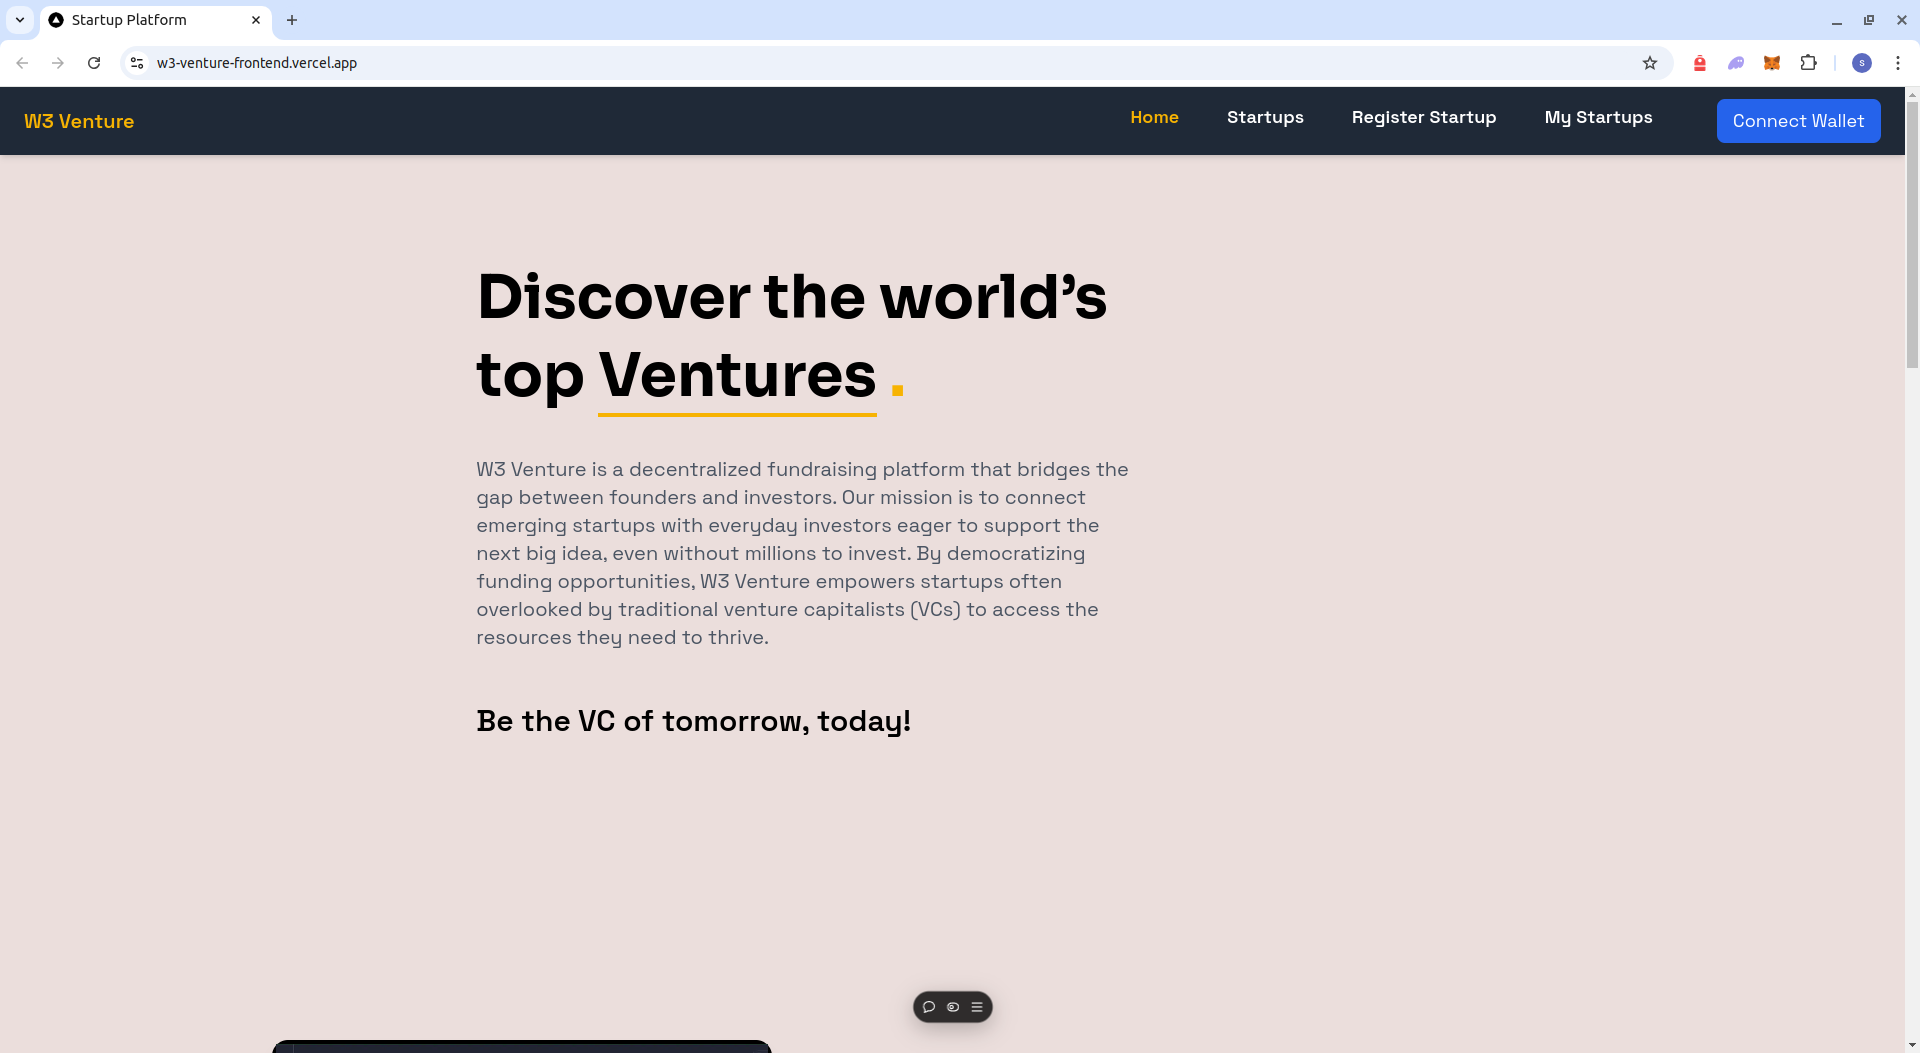 Startup Platform
w3-venture-frontend.vercel.app
S
W3 Venture
Home
Startups
Register Startup
My Startups
Connect Wallet
Discover the world’s
top Ventures .
W3 Venture is a decentralized fundraising platform that bridges the
gap between founders and investors. Our mission is to connect
emerging startups with everyday investors eager to support the
next big idea, even without millions to invest. By democratizing
funding opportunities, W3 Venture empowers startups often
overlooked by traditional venture capitalists (VCs) to access the
resources they need to thrive.
Be the VC of tomorrow, today!